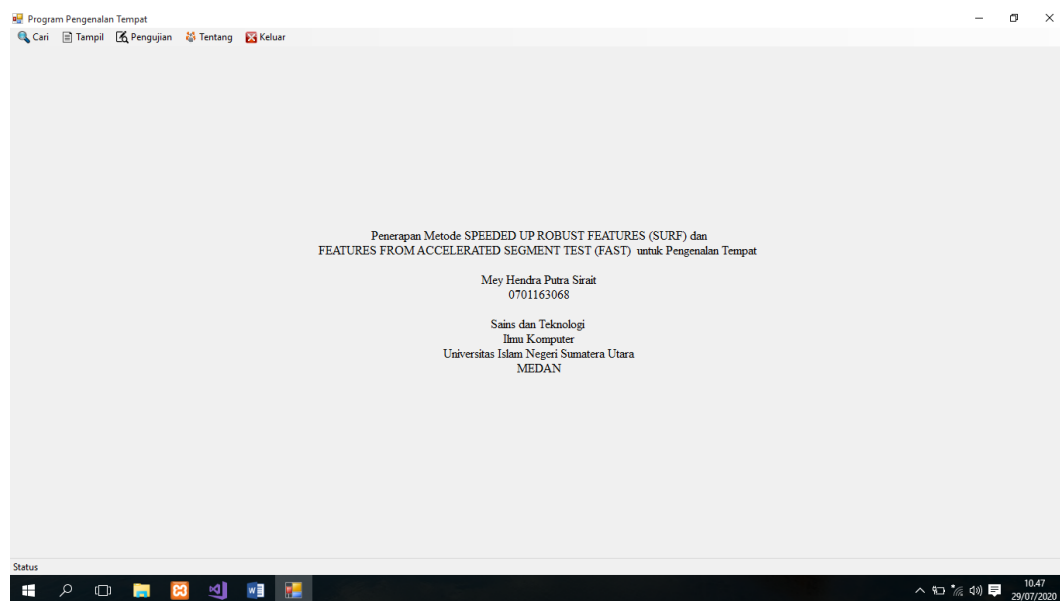 Program Pengenalan Tempat
Cari Tampil Pengujian Tentang Keluar
Penerapan Metode SPEEDED UP ROBUST FEATURES (SURF) dan
FEATURES FROM ACCELERATED SEGMENT TEST (FAST) untuk Pengenalan Tempat
Mey Hendra Putra Sirait
0701163068
Sains dan Teknologi
Ilmu Komputer
Universitas Islam Negeri Sumatera Utara
MEDAN
Status
10.47
29/07/2020